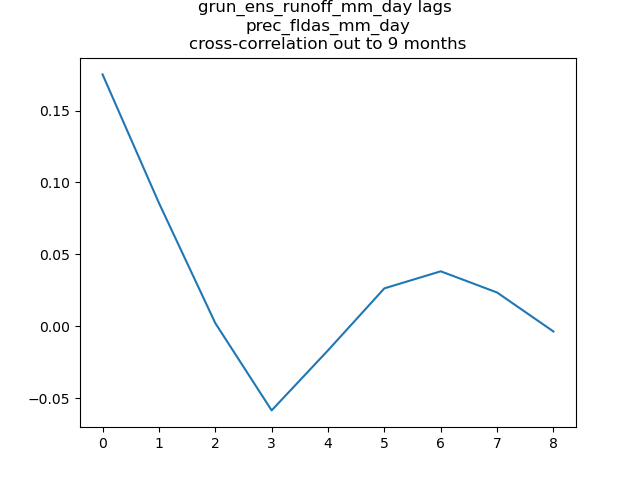 grun_ens_runoff_mm_day lags
prec_fldas_mm_day
cross-correlation out to 9 months
0.15
0.10
0.05
0.00
−0.05
0 1 2 3 4 5 6 7 8